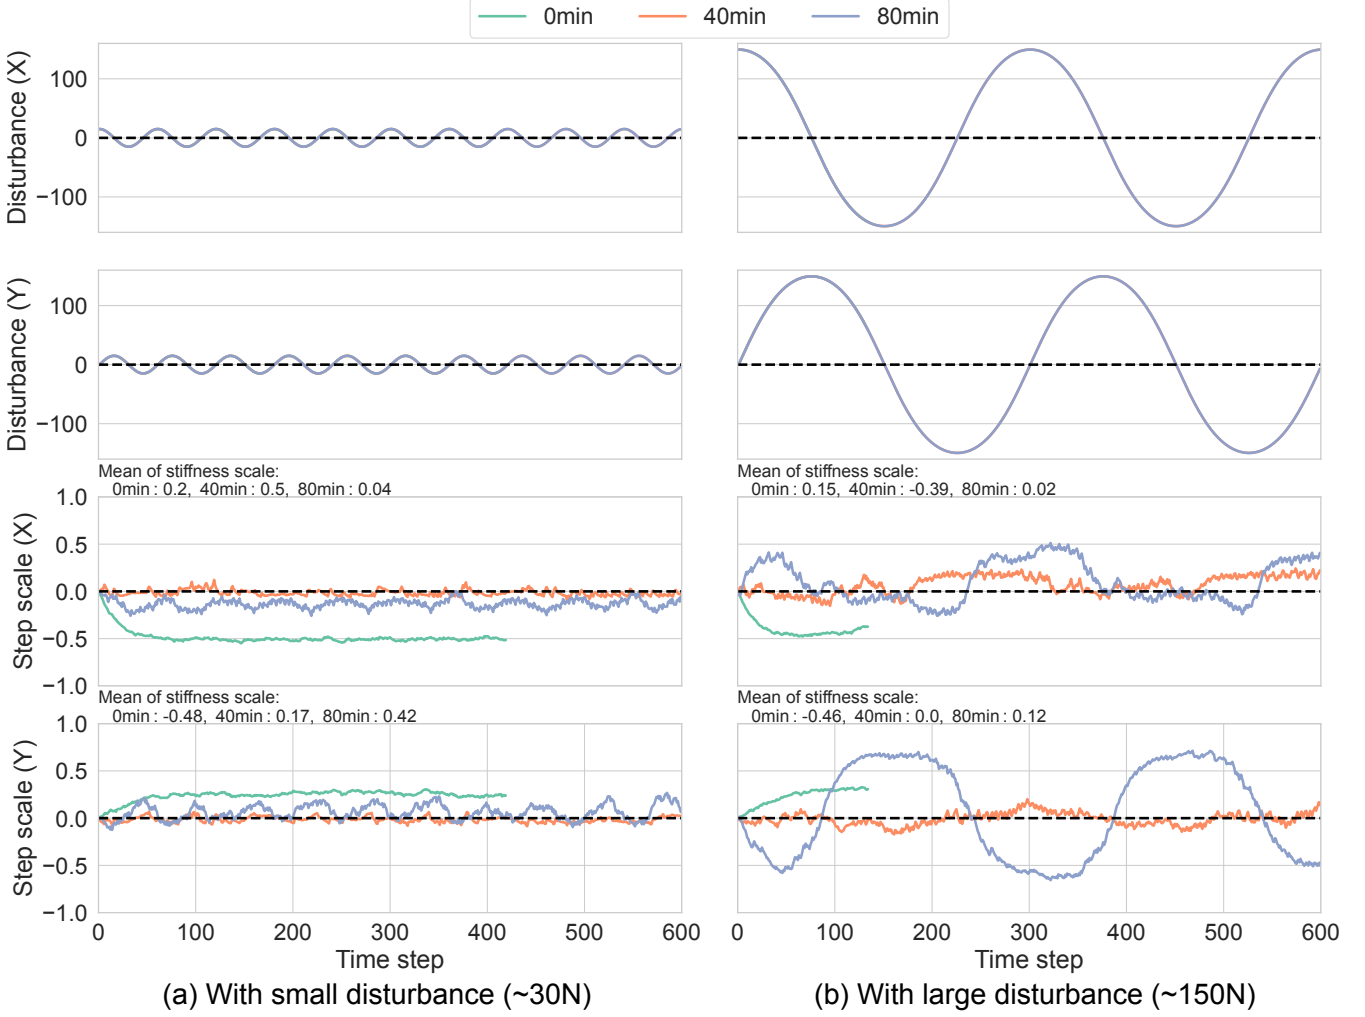 0min 40min 80min
Disturbance (X)
100
0
−100
Disturbance (Y)
100
0
−100
Mean of stiffness scale:
0min : 0.2, 40min : 0.5, 80min : 0.04
Mean of stiffness scale:
0min : 0.15, 40min : -0.39, 80min : 0.02
Step scale (X)
1.0
0.5
0.0
−0.5
−1.0
Mean of stiffness scale:
0min : -0.48, 40min : 0.17, 80min : 0.42
Mean of stiffness scale:
0min : -0.46, 40min : 0.0, 80min : 0.12
Step scale (Y)
1.0
0.5
0.0
−0.5
−1.0
0 100 200 300 400 500 600
0 100 200 300 400 500 600
Time step
Time step
(a) With small disturbance (~30N)
(b) With large disturbance (~150N)